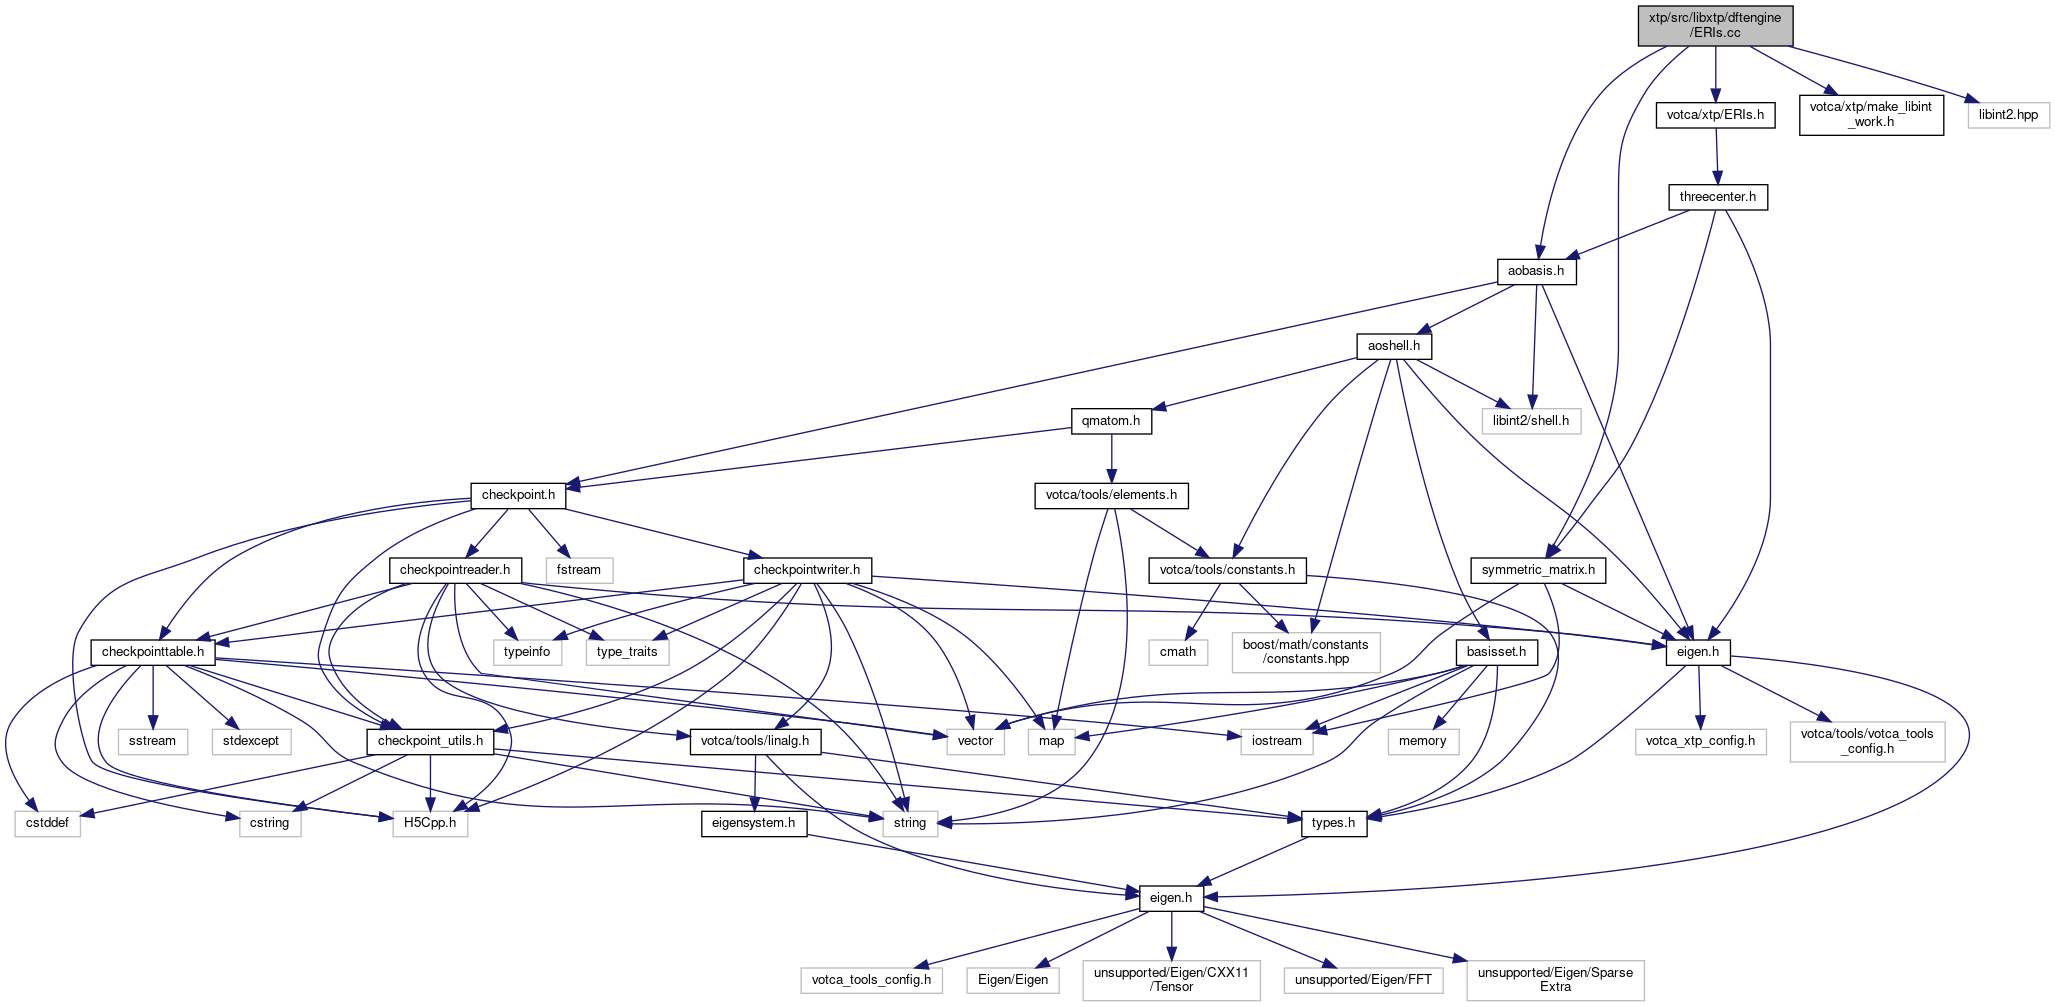 xtp/src/libxtp/dftengine
/ERIs.cc
votca/xtp/ERIs.h
votca/xtp/make_libint
_work.h
libint2.hpp
threecenter.h
aobasis.h
aoshell.h
qmatom.h
libint2/shell.h
checkpoint.h
votca/tools/elements.h
checkpointreader.h
fstream
checkpointwriter.h
votca/tools/constants.h
symmetric_matrix.h
checkpointtable.h
typeinfo
type_traits
cmath
boost/math/constants
/constants.hpp
basisset.h
eigen.h
sstream
stdexcept
checkpoint_utils.h
votca/tools/linalg.h
vector
map
iostream
memory
votca_xtp_config.h
votca/tools/votca_tools
_config.h
cstddef
cstring
H5Cpp.h
eigensystem.h
string
types.h
eigen.h
votca_tools_config.h
Eigen/Eigen
unsupported/Eigen/CXX11
/Tensor
unsupported/Eigen/FFT
unsupported/Eigen/Sparse
Extra